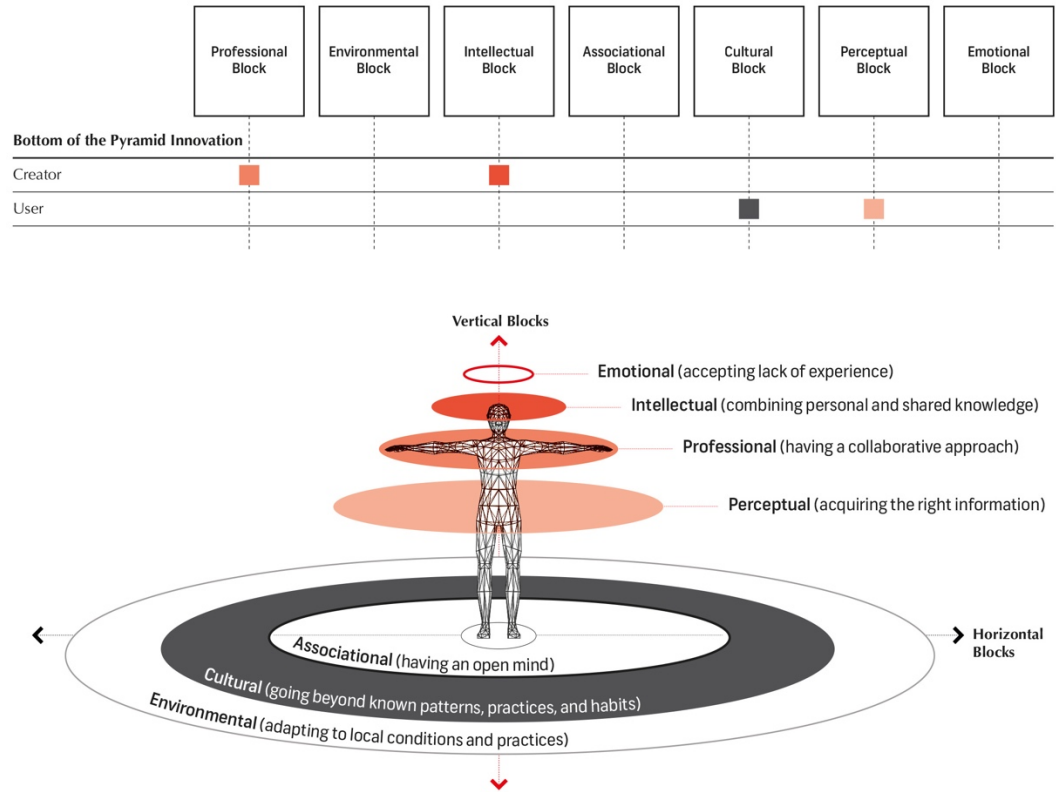 Professional Block
Environmental Block
Intellectual Block
Associational Block
Cultural Block
Perceptual Block
Emotional Block
Bottom of the Pyramid Innovation
Creator
User
Vertical Blocks
Emotional (accepting lack of experience)
Intellectual (combining personal and shared knowledge)
Professional (having a collaborative approach)
Perceptual (acquiring the right information)
Horizontal
Blocks
Associational (having an open mind)
Cultural (going beyond known patterns, practices, and habits)
Environmental (adapting to local conditions and practices)